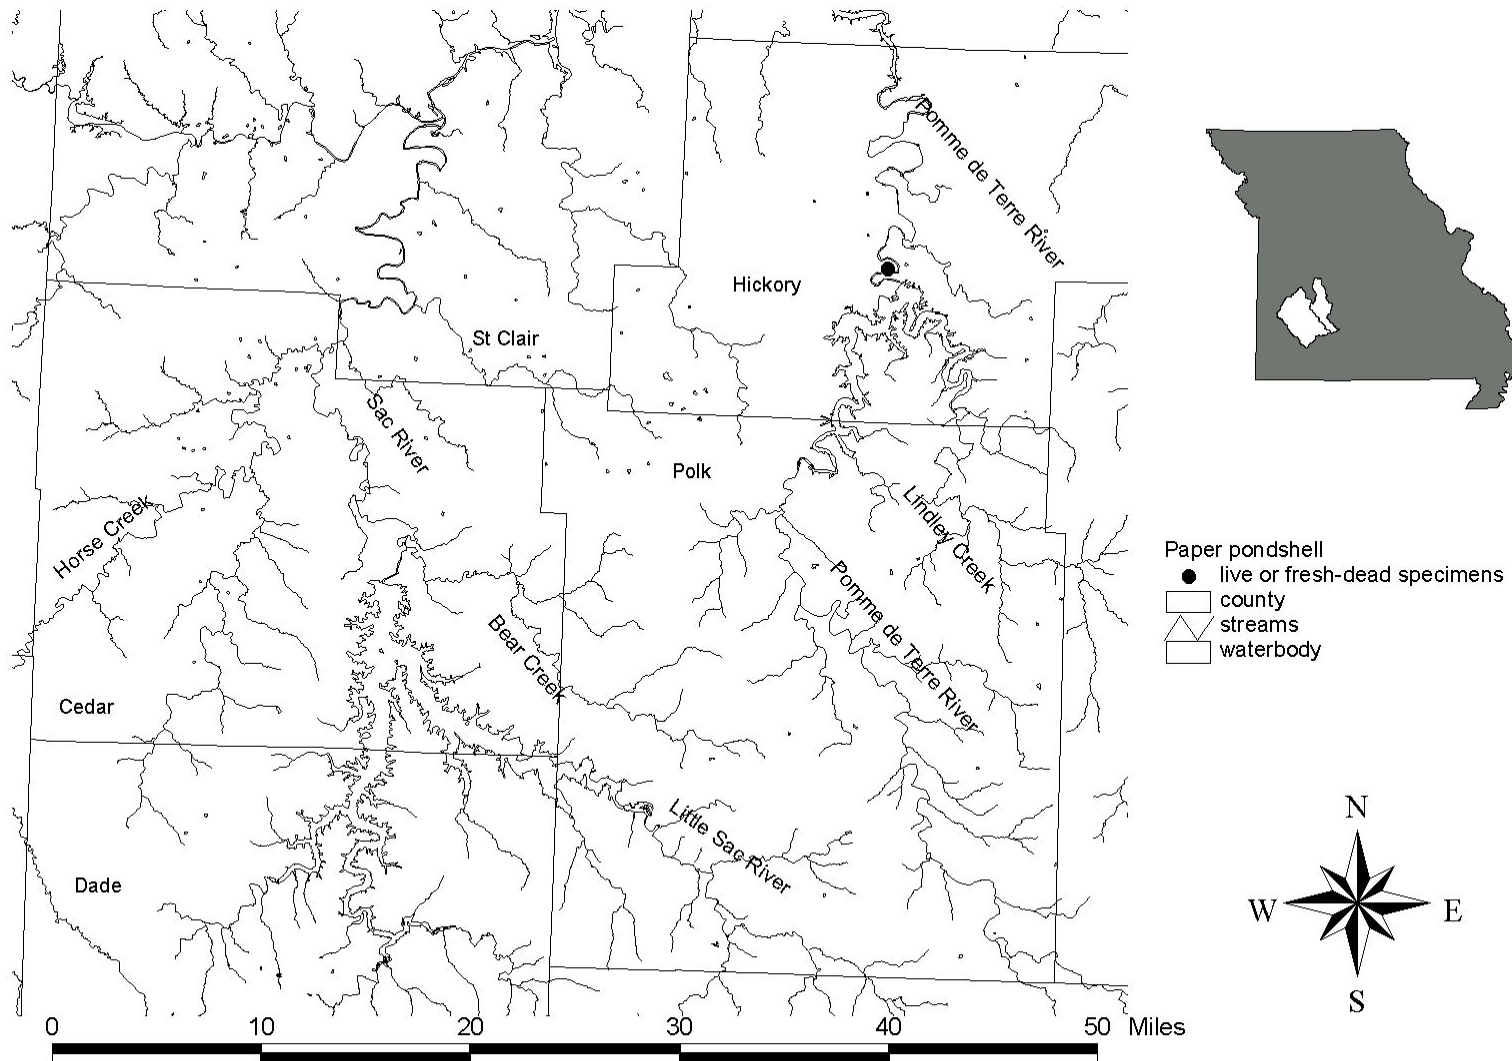 Pomme de Terre River
Hickory
St Clair
Sac River
Polk
Horse Creek
Lindley Creek
Pomme de Terre River
Bear Creek
Cedar
Little Sac River
Dade
0 10 20 30 40 50 Miles
Paper pondshell
live or fresh-dead specimens
county
streams
waterbody
N
W E
S